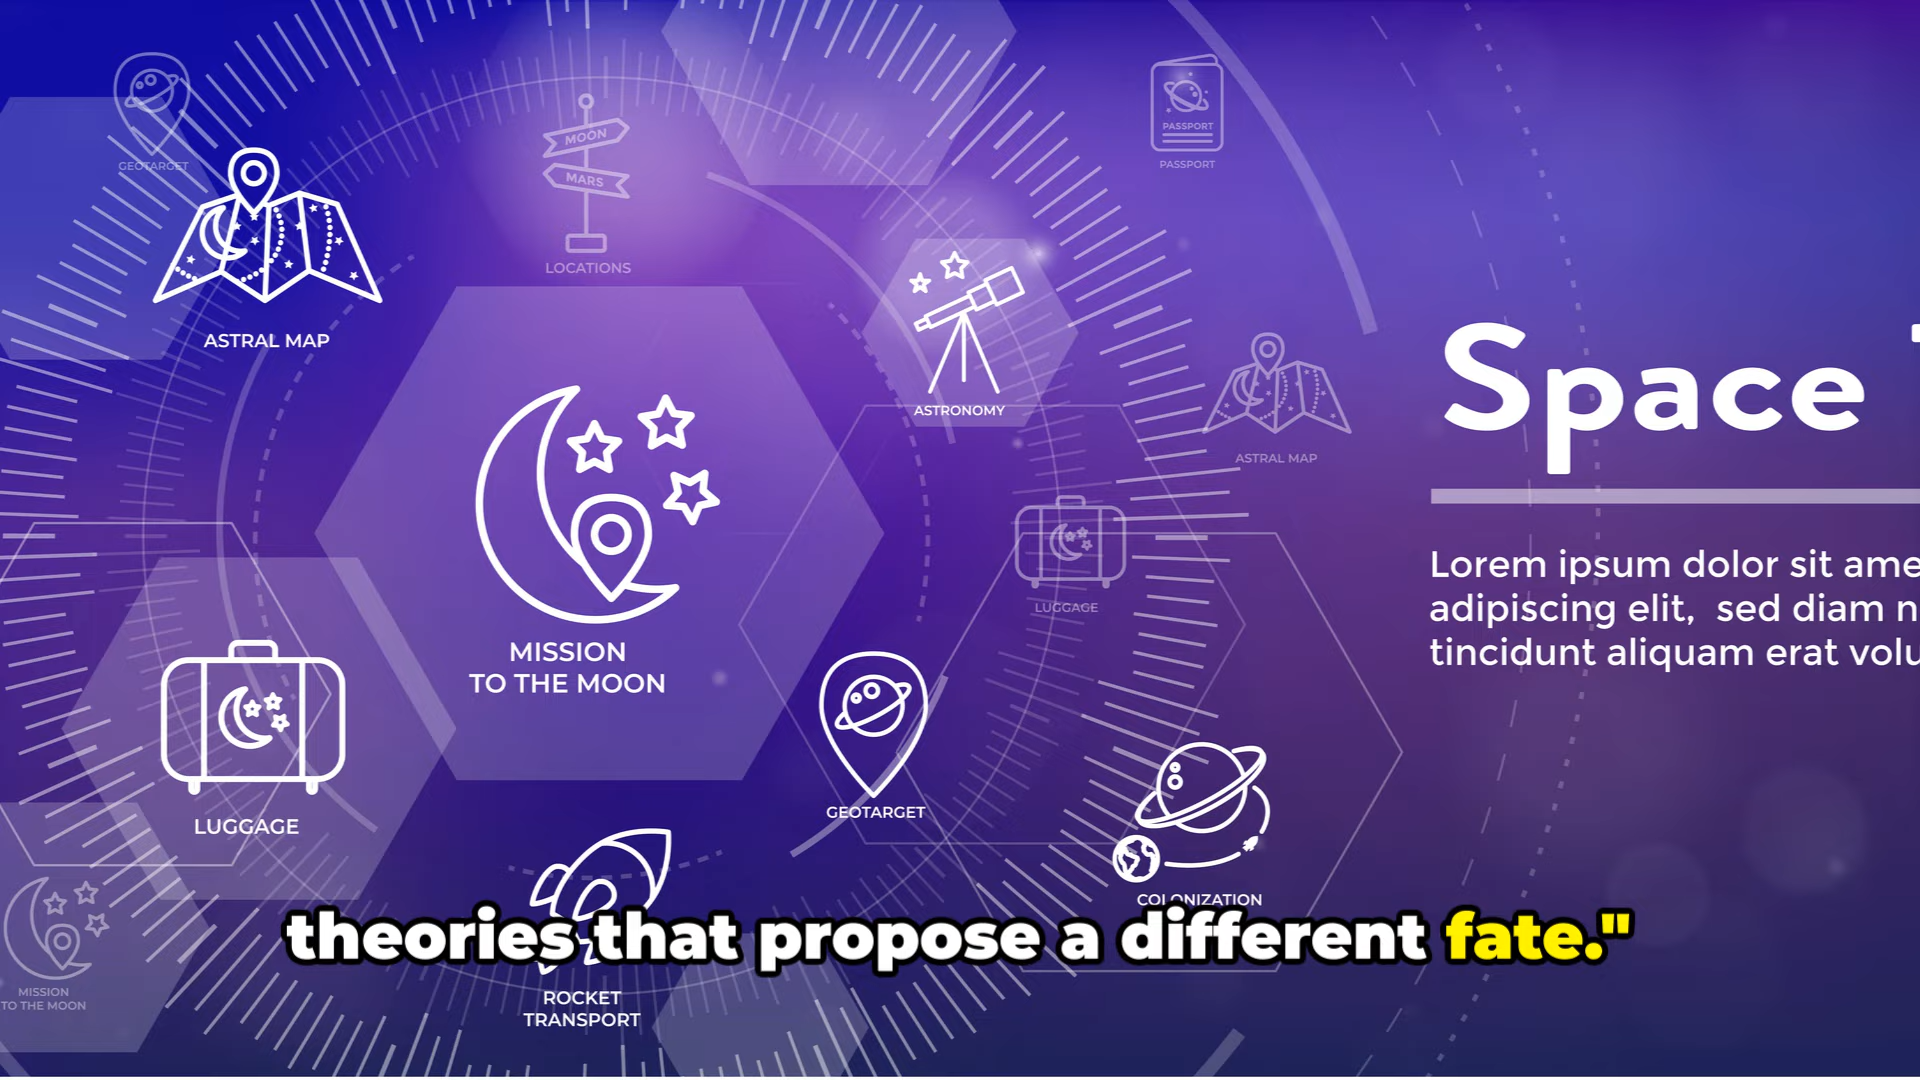 GEOTARGET
MOON
MARS
LOCATIONS
PASSPORT
PASSPORT
ASTRAL MAP
ASTRONOMY
ASTRAL MAP
Space
Lorem ipsum dolor sit ame
adipiscing elit,  sed diam n
tincidunt aliquam erat volu
LUGGAGE
MISSION
TO THE MOON
GEOTARGET
LUGGAGE
COLONIZATION
theories that propose a different fate."
MISSION
TO THE MOON
ROCKET
TRANSPORT